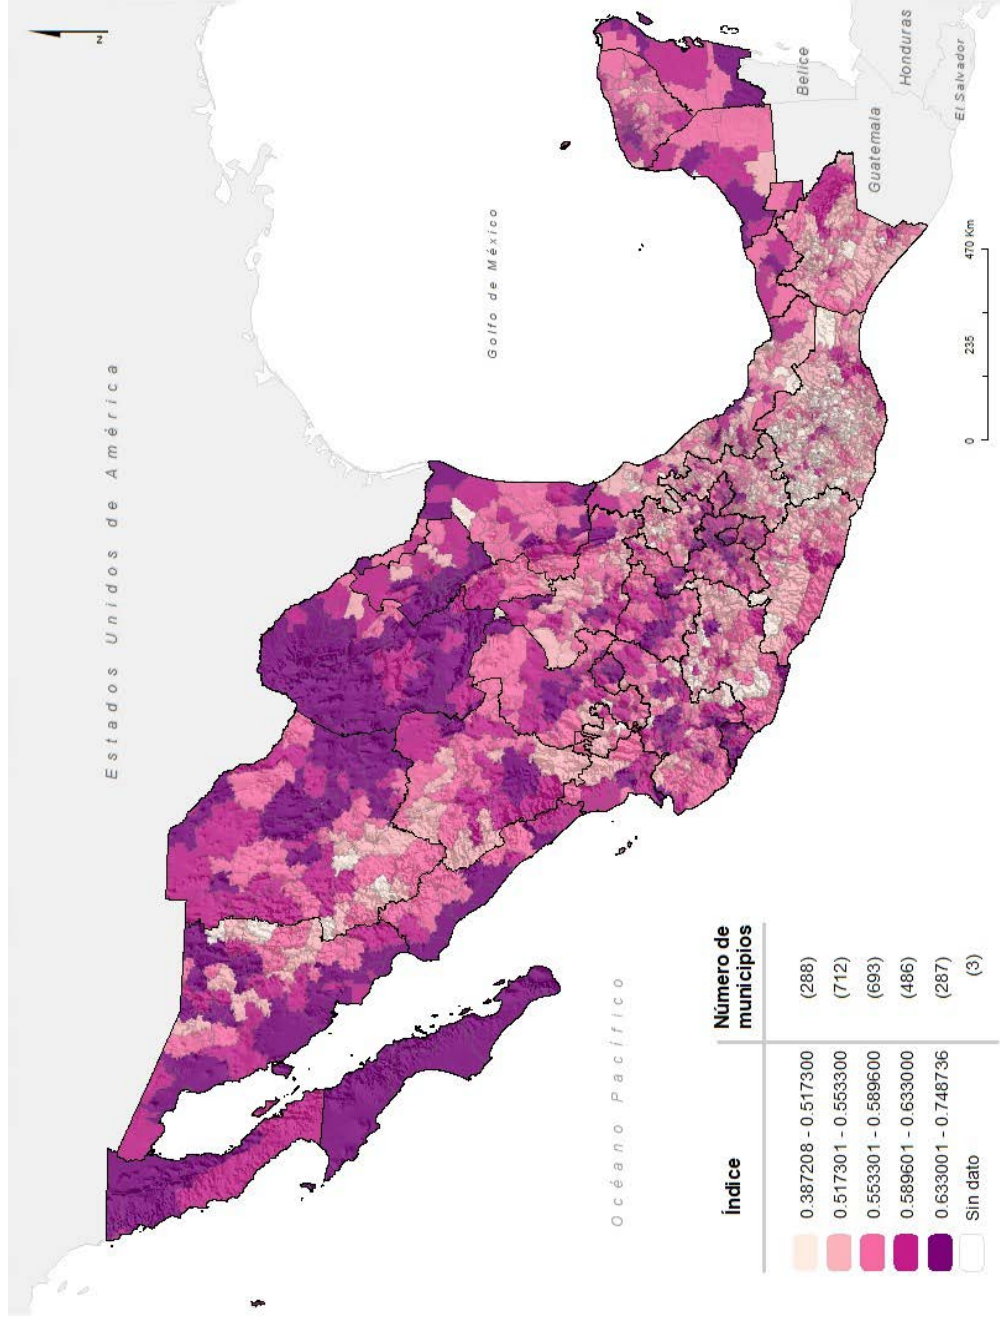 Estados Unidos de América
Golfo de México
Océano Pacífico
Belice
Guatemala
Honduras
El Salvador
N
0 235 470 Km
Índice Número de
municipios
0.387208 - 0.517300 (288)
0.517301 - 0.553300 (712)
0.553301 - 0.589600 (693)
0.589601 - 0.633000 (486)
0.633001 - 0.748736 (287)
Sin dato (3)